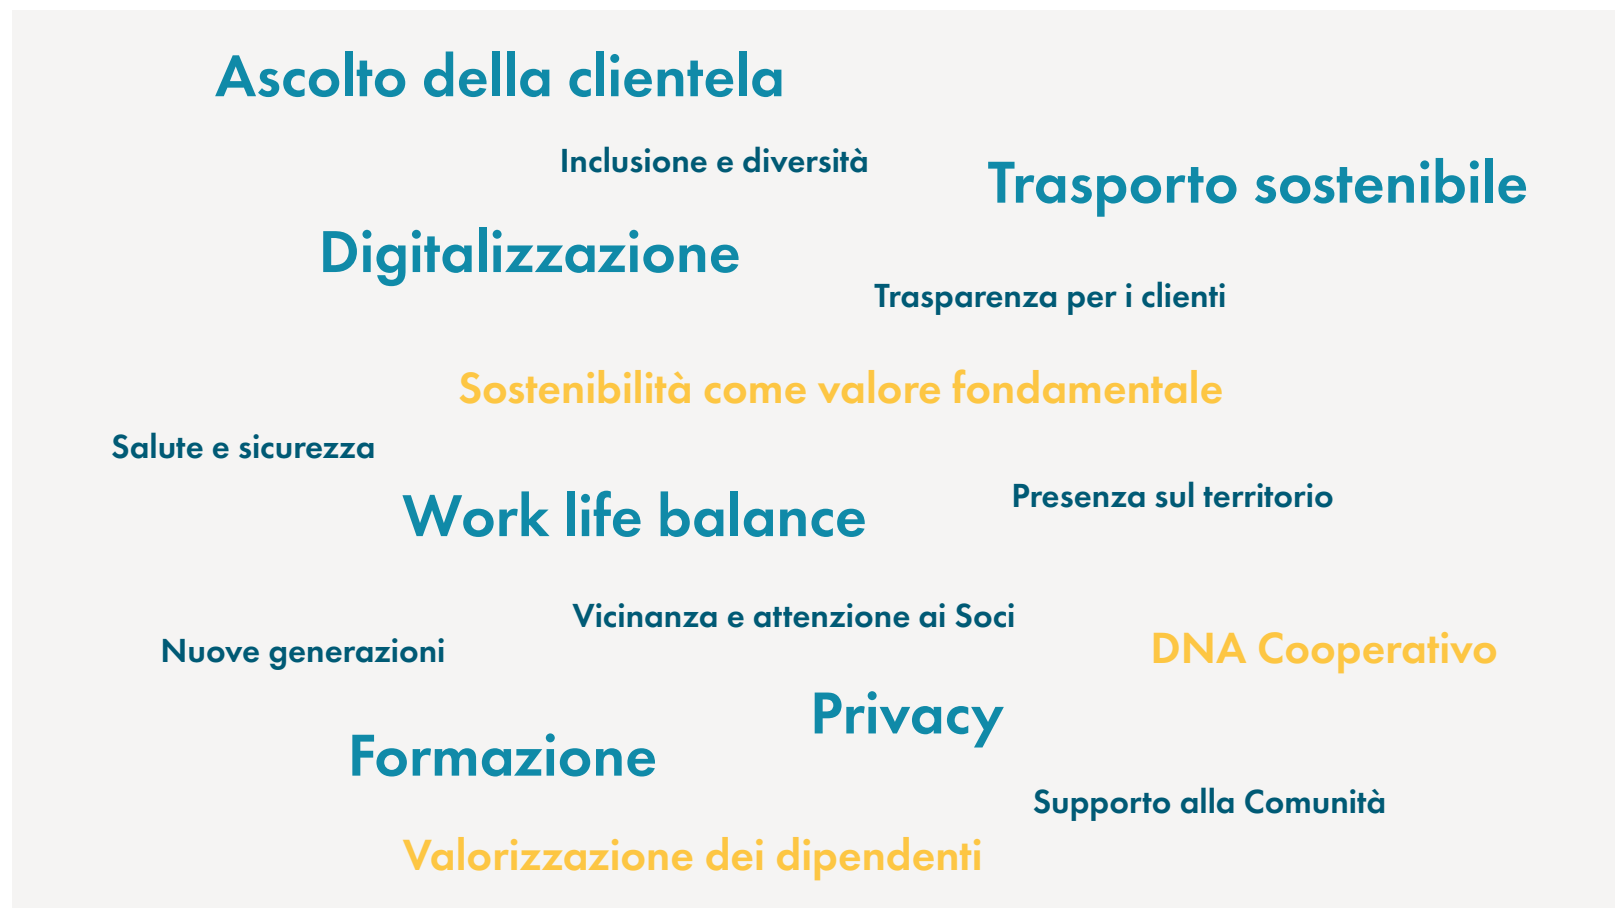 Ascolto della clientela
Inclusione e diversità
Trasporto sostenibile
Digitalizzazione
Trasparenza per i clienti
Sostenibilità come valore fondamentale
Salute e sicurezza
Work life balance
Presenza sul territorio
Vicinanza e attenzione ai Soci
Nuove generazioni
DNA Cooperativo
Privacy
Formazione
Supporto alla Comunità
Valorizzazione dei dipendenti